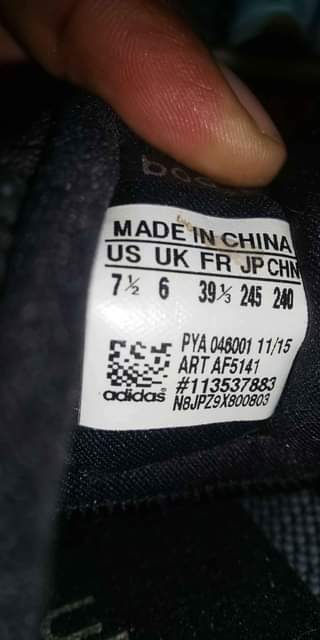 MADE IN CHINA
US UK FR JP CHN
7½ 6 39⅓ 245 240
PYA 046001 11/15
ART AF5141
#113537883
N8JPZ9X800803
adidas